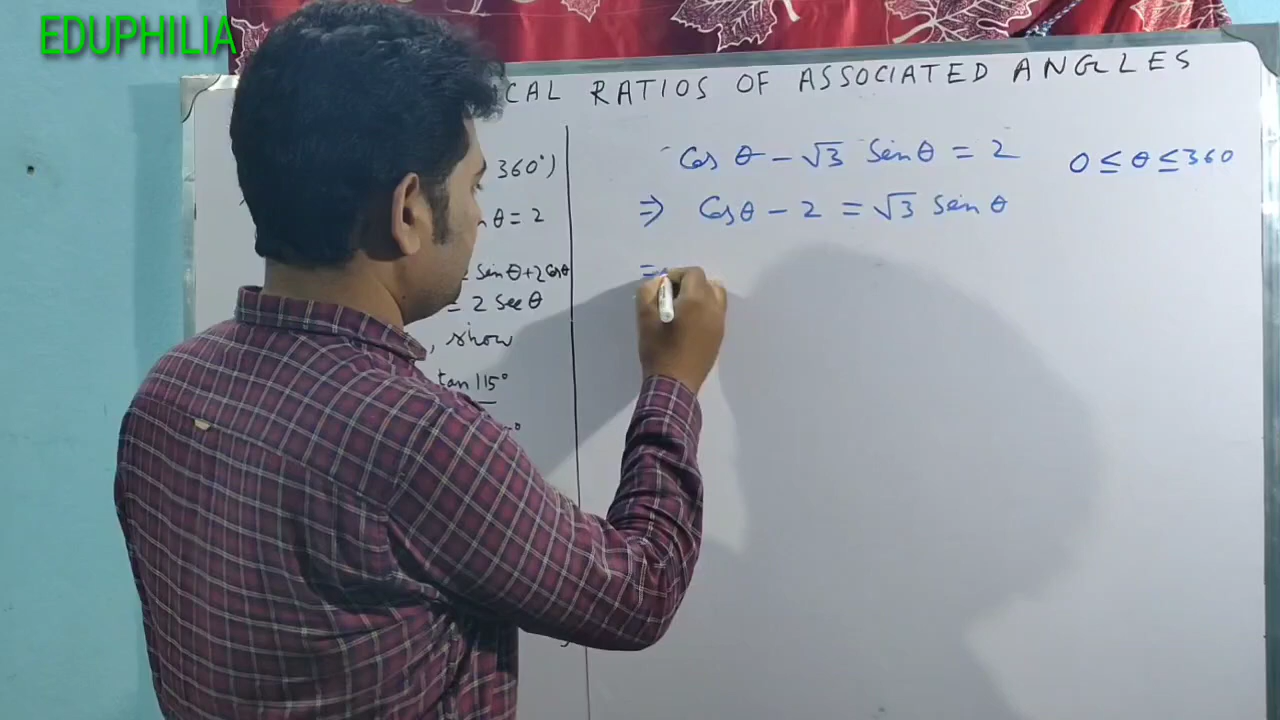 EDUPHILIA
CAL RATIOS OF ASSOCIATED ANGLES
360°)
θ = 2
Sinθ+2Cosθ
= 2 Secθ
, show
tan 115°
Cos θ - √3 Sin θ = 2 0 ≤ θ ≤ 360
⇒ Cosθ - 2 = √3 Sin θ